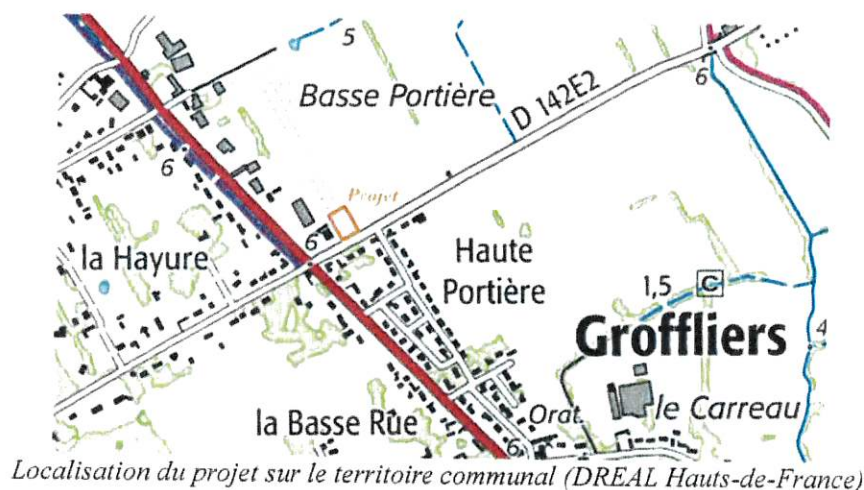 5
Basse Portière
D 142E2
6
6
Projet
6
la Hayure
Haute
Portière
1,5
C
Groffliers
4
la Basse Rue
Orat.
le Carreau
6
Localisation du projet sur le territoire communal (DREAL Hauts-de-France)